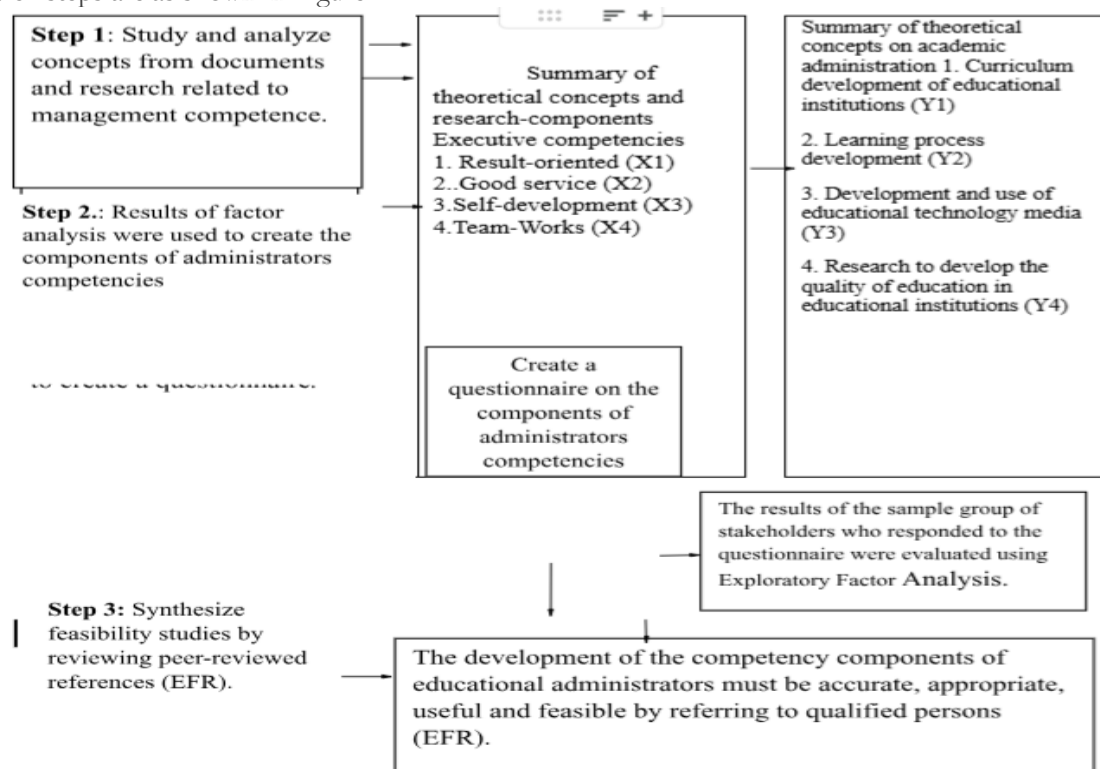 steps are as shown in Figure
Step 1: Study and analyze
concepts from documents
and research related to
management competence.
Step 2.: Results of factor
analysis were used to create the
components of administrators
competencies
to create a questionnaire.
Summary of
theoretical concepts and
research-components
Executive competencies
1. Result-oriented (X1)
2..Good service (X2)
3.Self-development (X3)
4.Team-Works (X4)
Create a
questionnaire on the
components of
administrators
competencies
Summary of theoretical
concepts on academic
administration 1. Curriculum
development of educational
institutions (Y1)
2. Learning process
development (Y2)
3. Development and use of
educational technology media
(Y3)
4. Research to develop the
quality of education in
educational institutions (Y4)
The results of the sample group of
stakeholders who responded to the
questionnaire were evaluated using
Exploratory Factor Analysis.
Step 3: Synthesize
feasibility studies by
reviewing peer-reviewed
references (EFR).
The development of the competency components of
educational administrators must be accurate, appropriate,
useful and feasible by referring to qualified persons
(EFR).